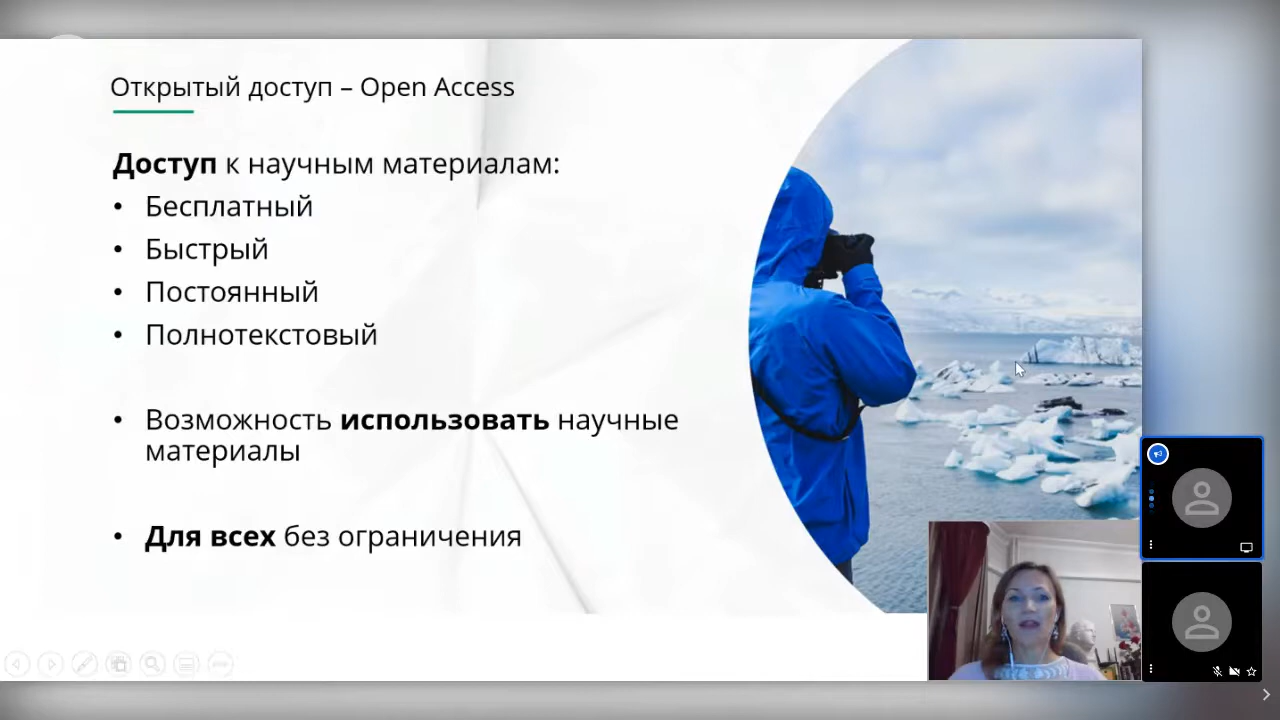 Открытый доступ – Open Access
Доступ к научным материалам:
• Бесплатный
• Быстрый
• Постоянный
• Полнотекстовый
• Возможность использовать научные
материалы
• Для всех без ограничения